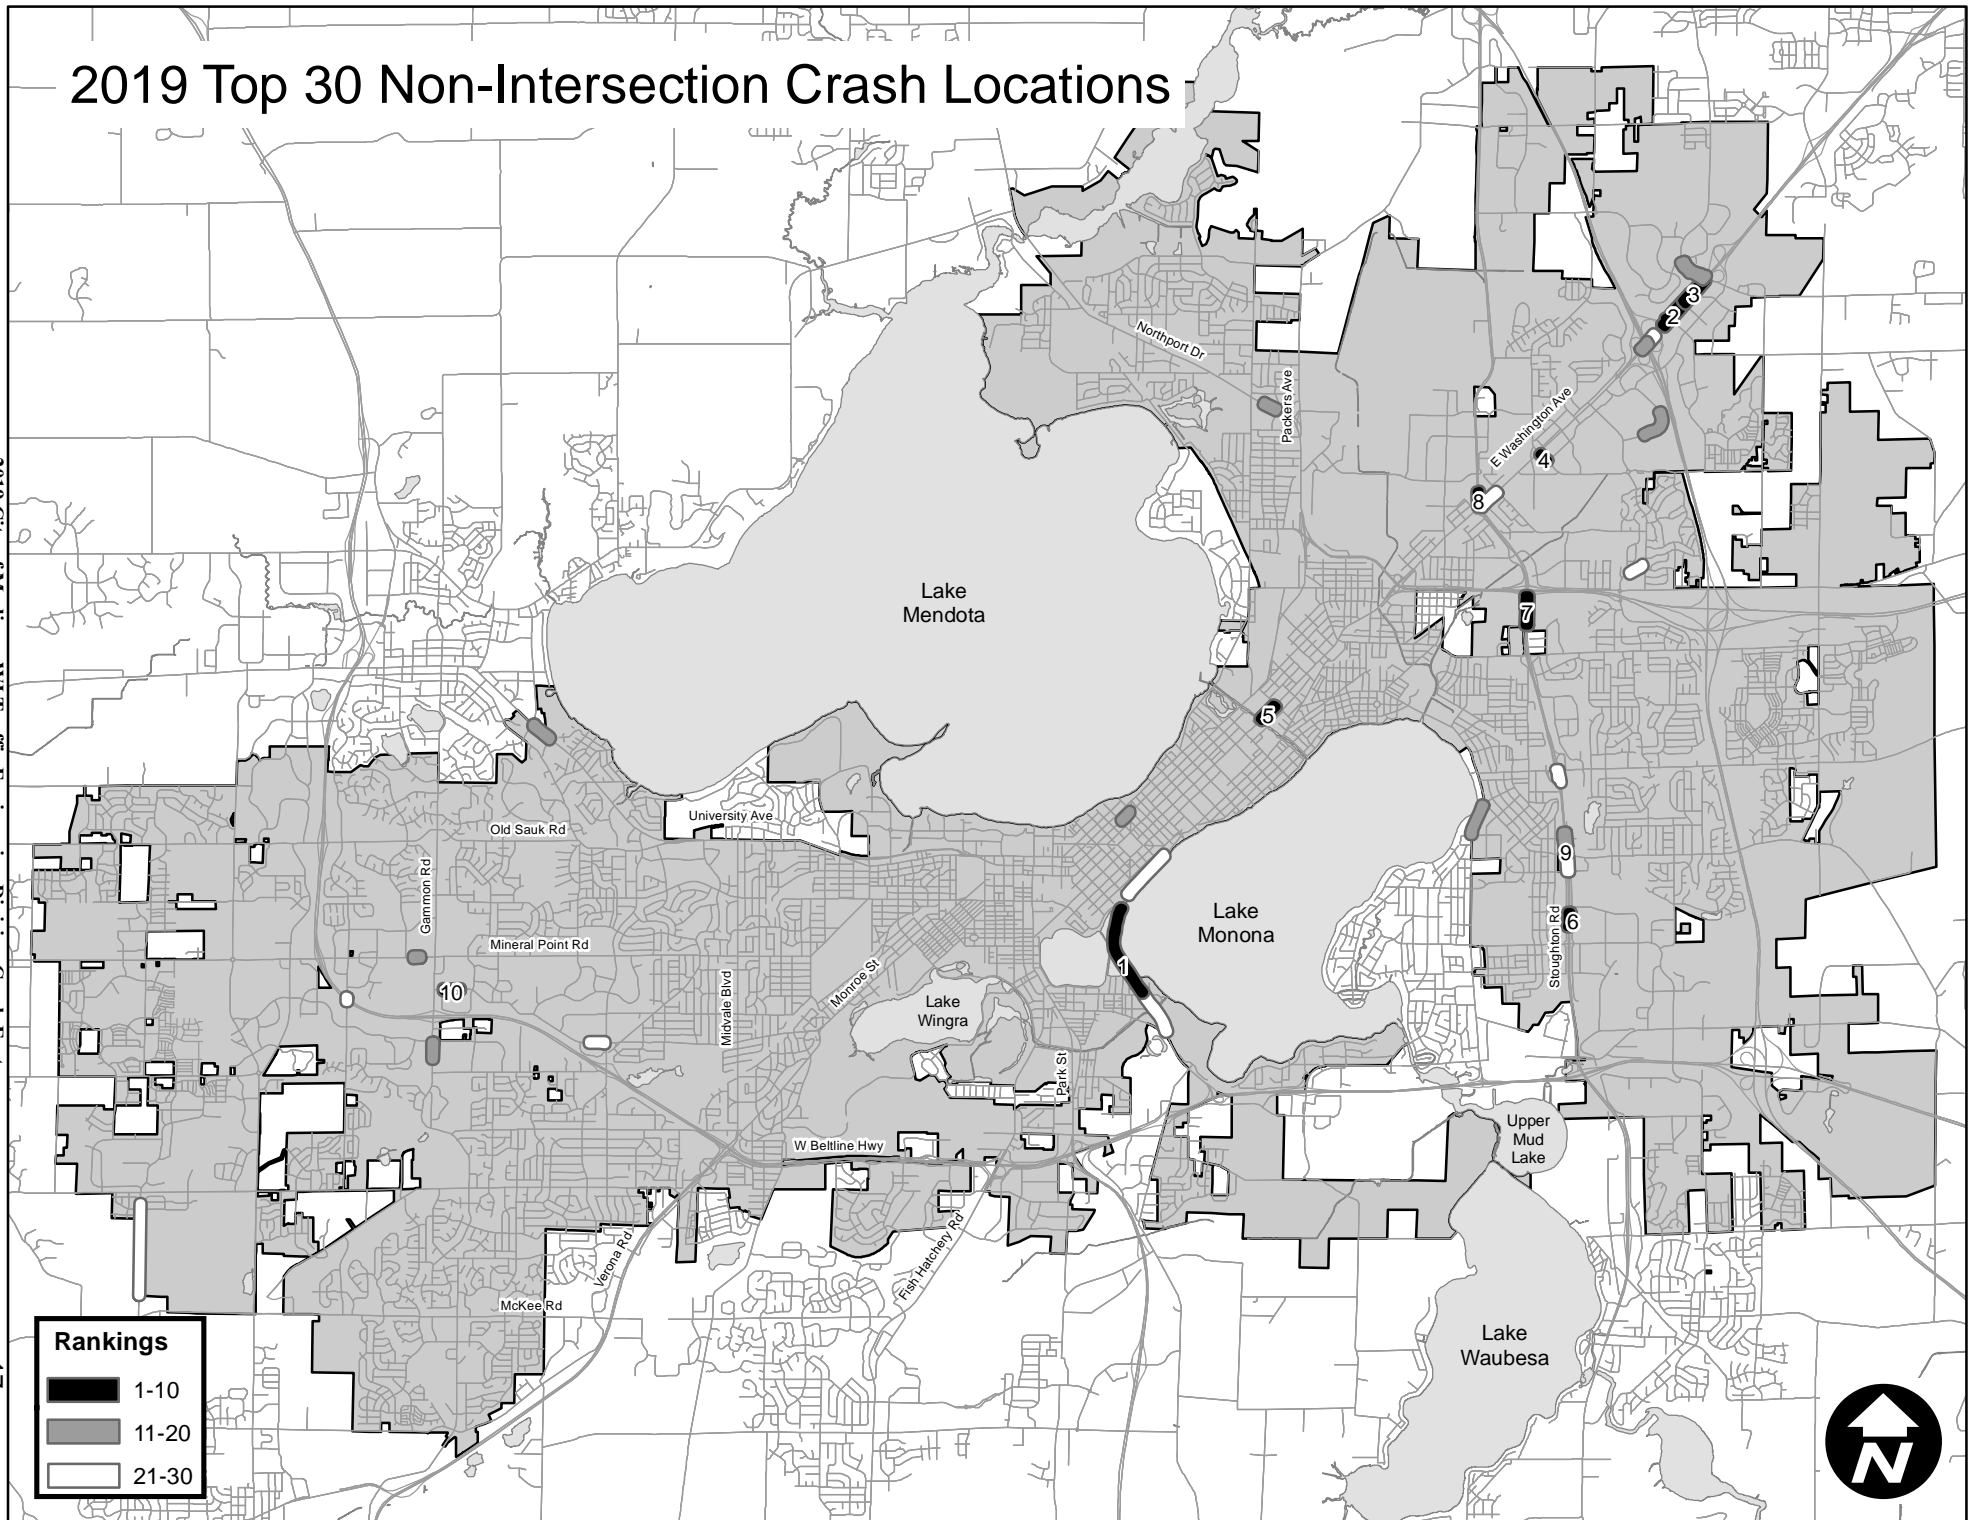 2019 Top 30 Non-Intersection Crash Locations
3
2
Northport Dr
Packers Ave
E Washington Ave
4
8
Lake
Mendota
7
5
University Ave
Old Sauk Rd
Gammon Rd
9
Lake
Monona
6
Stoughton Rd
Mineral Point Rd
1
10
Monroe St
Midvale Blvd
Lake
Wingra
Park St
Upper
Mud
Lake
W Beltline Hwy
Fish Hatchery Rd
Verona Rd
McKee Rd
Lake
Waubesa
Rankings
1-10
11-20
21-30
N